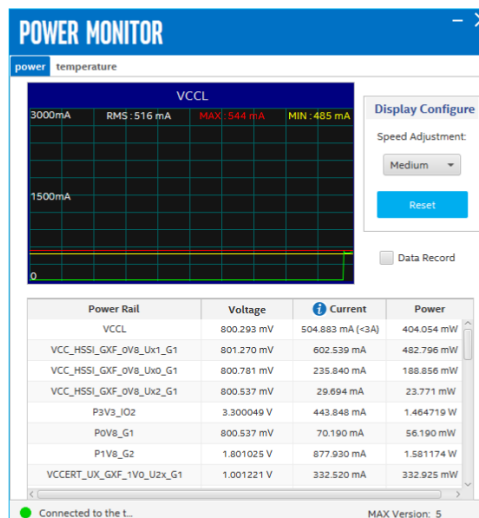 POWER MONITOR
power temperature
VCCL
3000mA RMS:516 mA MAX:544 mA MIN:485 mA
1500mA
0
Display Configure
Speed Adjustment:
Medium
Reset
Data Record
Power Rail Voltage Current Power
VCCL 800.293 mV 504.883 mA (<3A) 404.054 mW
VCC_HSSI_GXF_0V8_Ux1_G1 801.270 mV 602.539 mA 482.796 mW
VCC_HSSI_GXF_0V8_Ux0_G1 800.781 mV 235.840 mA 188.856 mW
VCC_HSSI_GXF_0V8_Ux2_G1 800.537 mV 29.694 mA 23.771 mW
P3V3_IO2 3.300049 V 443.848 mA 1.464719 W
P0V8_G1 800.537 mV 70.190 mA 56.190 mW
P1V8_G2 1.801025 V 877.930 mA 1.581174 W
VCCERT_UX_GXF_1V0_U2x_G1 1.001221 V 332.520 mA 332.925 mW
Connected to the t... MAX Version: 5